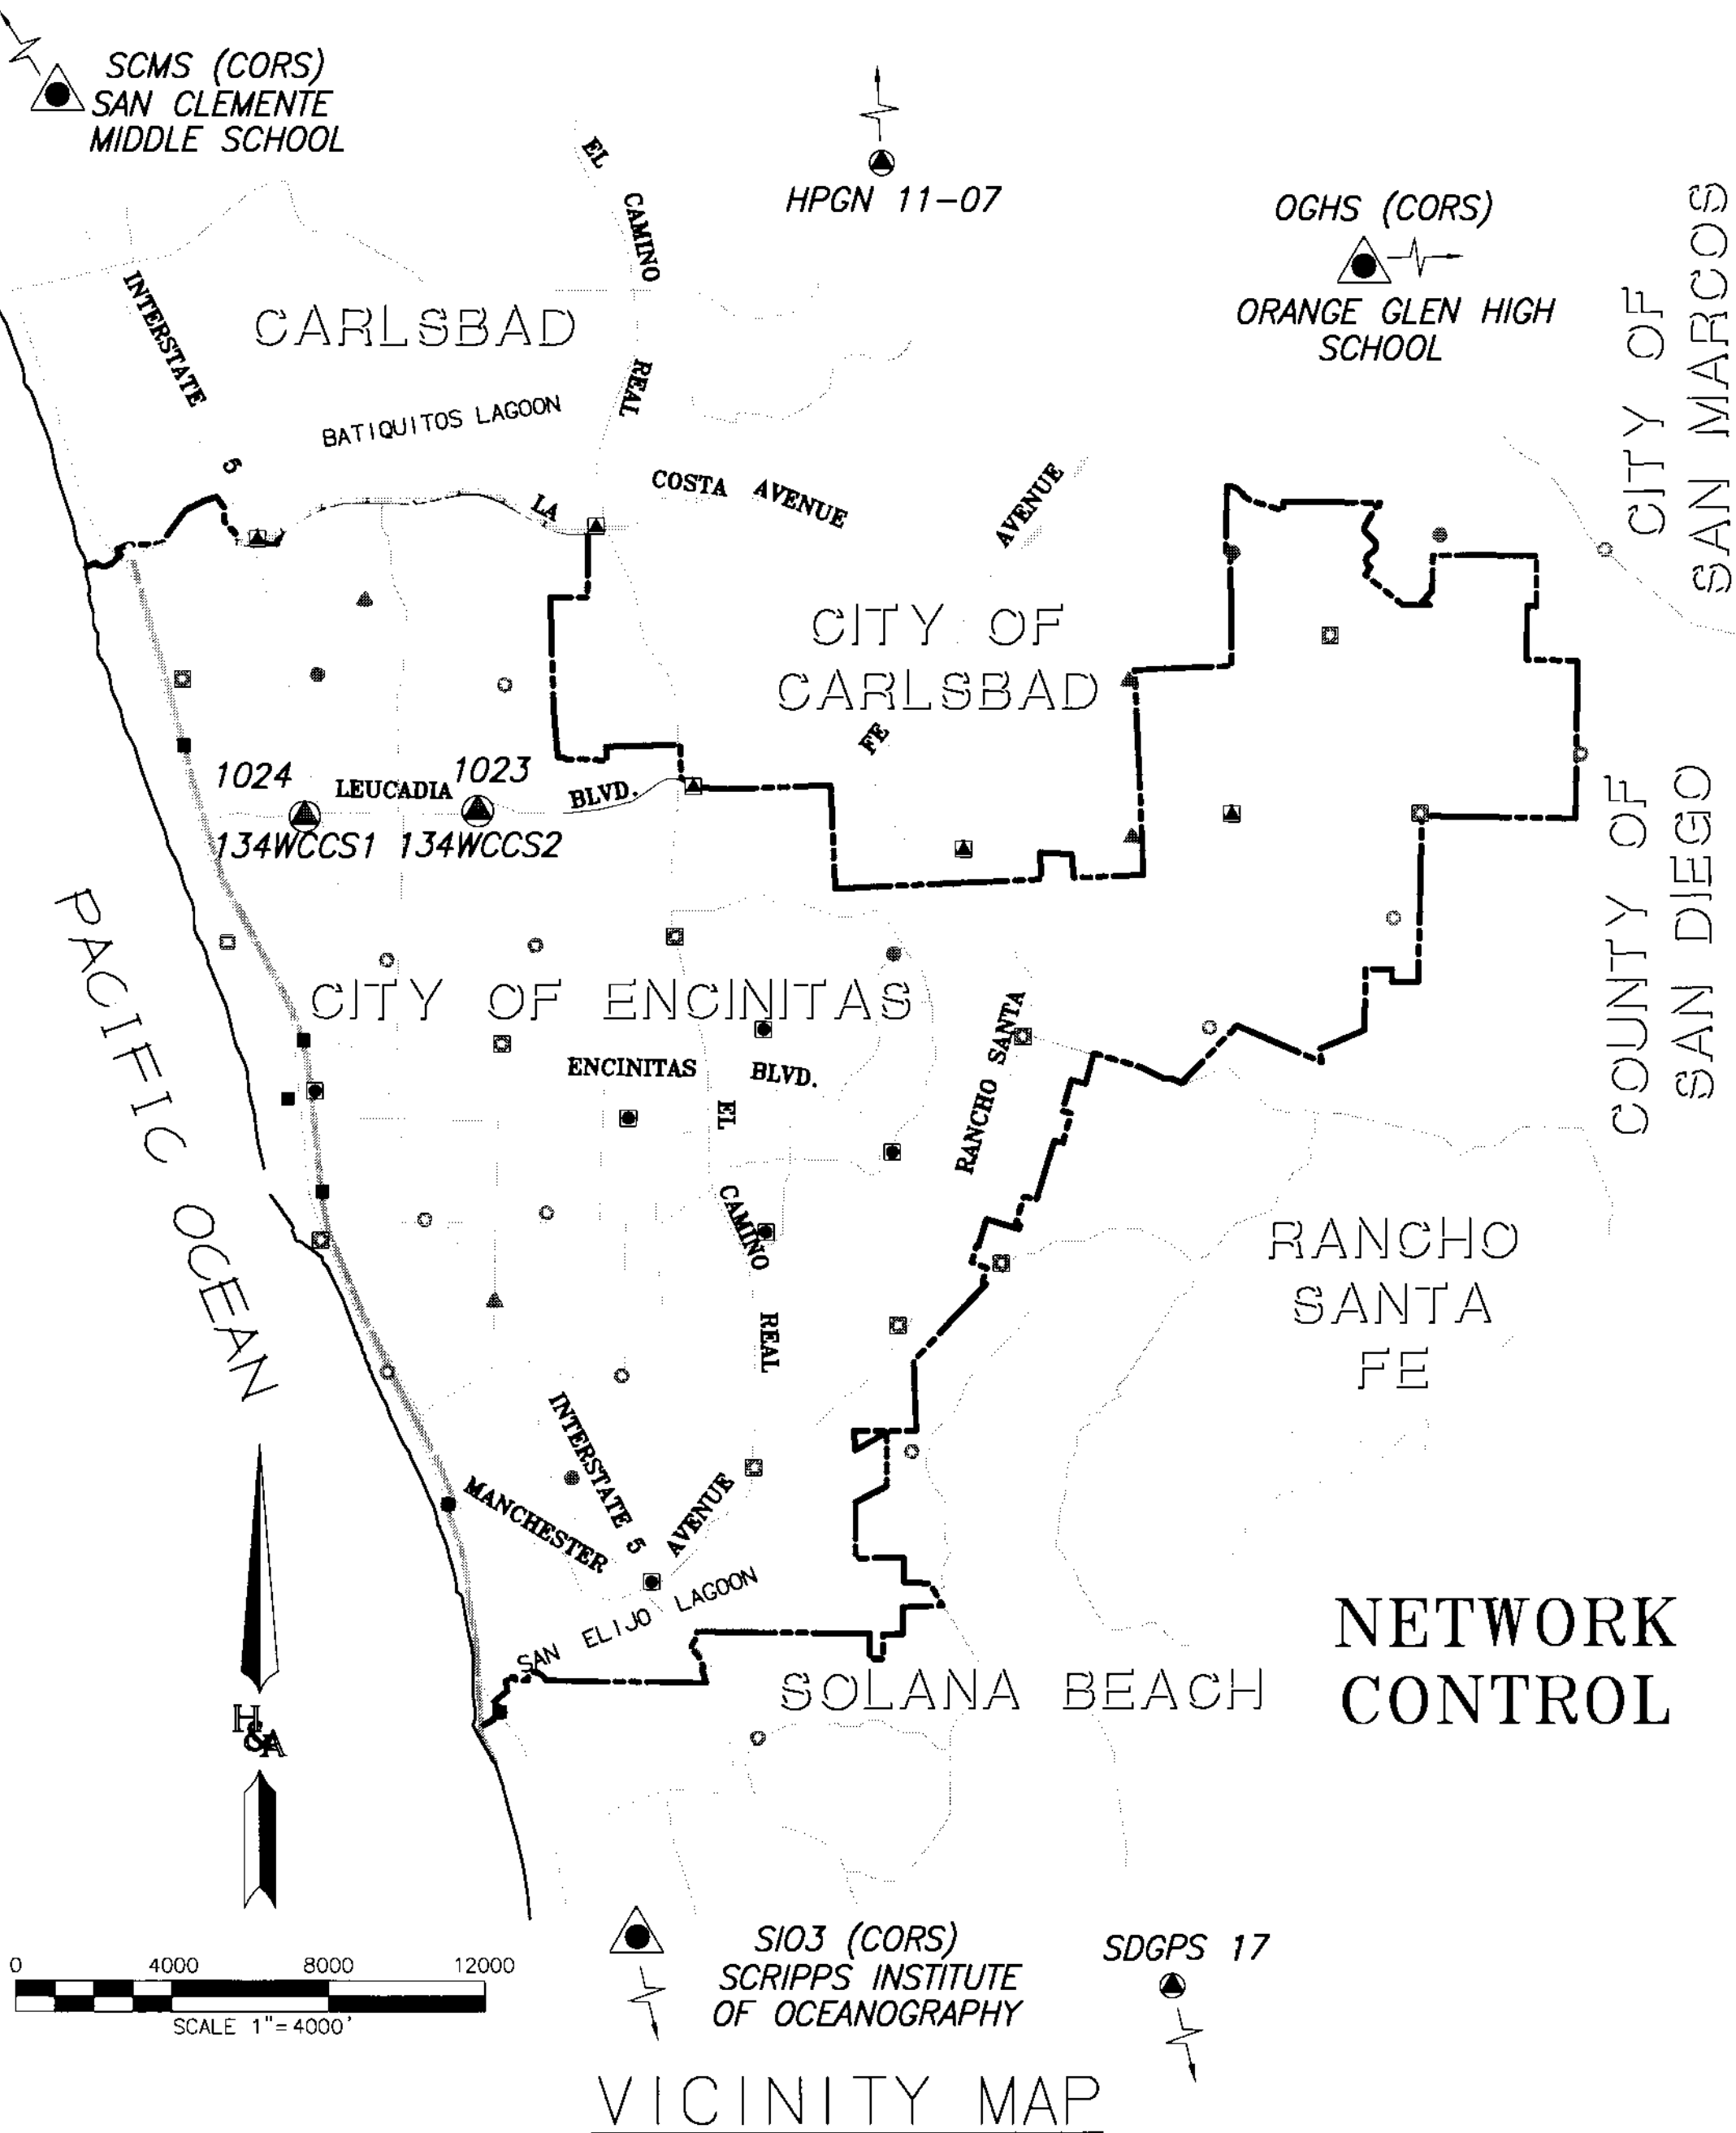 SCMS (CORS)
SAN CLEMENTE
MIDDLE SCHOOL
HPGN 11-07
OGHS (CORS)
ORANGE GLEN HIGH
SCHOOL
CITY OF
SAN MARCOS
EL
CAMINO
REAL
INTERSTATE
5
CARLSBAD
BATIQUITOS LAGOON
LA
COSTA AVENUE
AVENUE
CITY OF
CARLSBAD
FE
1024
LEUCADIA
1023
BLVD.
134WCCS1
134WCCS2
COUNTY OF
SAN DIEGO
PACIFIC OCEAN
CITY OF ENCINITAS
ENCINITAS
BLVD.
RANCHO SANTA
EL
CAMINO
REAL
RANCHO
SANTA
FE
INTERSTATE 5
MANCHESTER
AVENUE
SAN ELIJO LAGOON
NETWORK
CONTROL
SOLANA BEACH
H&A
0 4000 8000 12000
SCALE 1"=4000'
SIO3 (CORS)
SCRIPPS INSTITUTE
OF OCEANOGRAPHY
SDGPS 17
VICINITY MAP